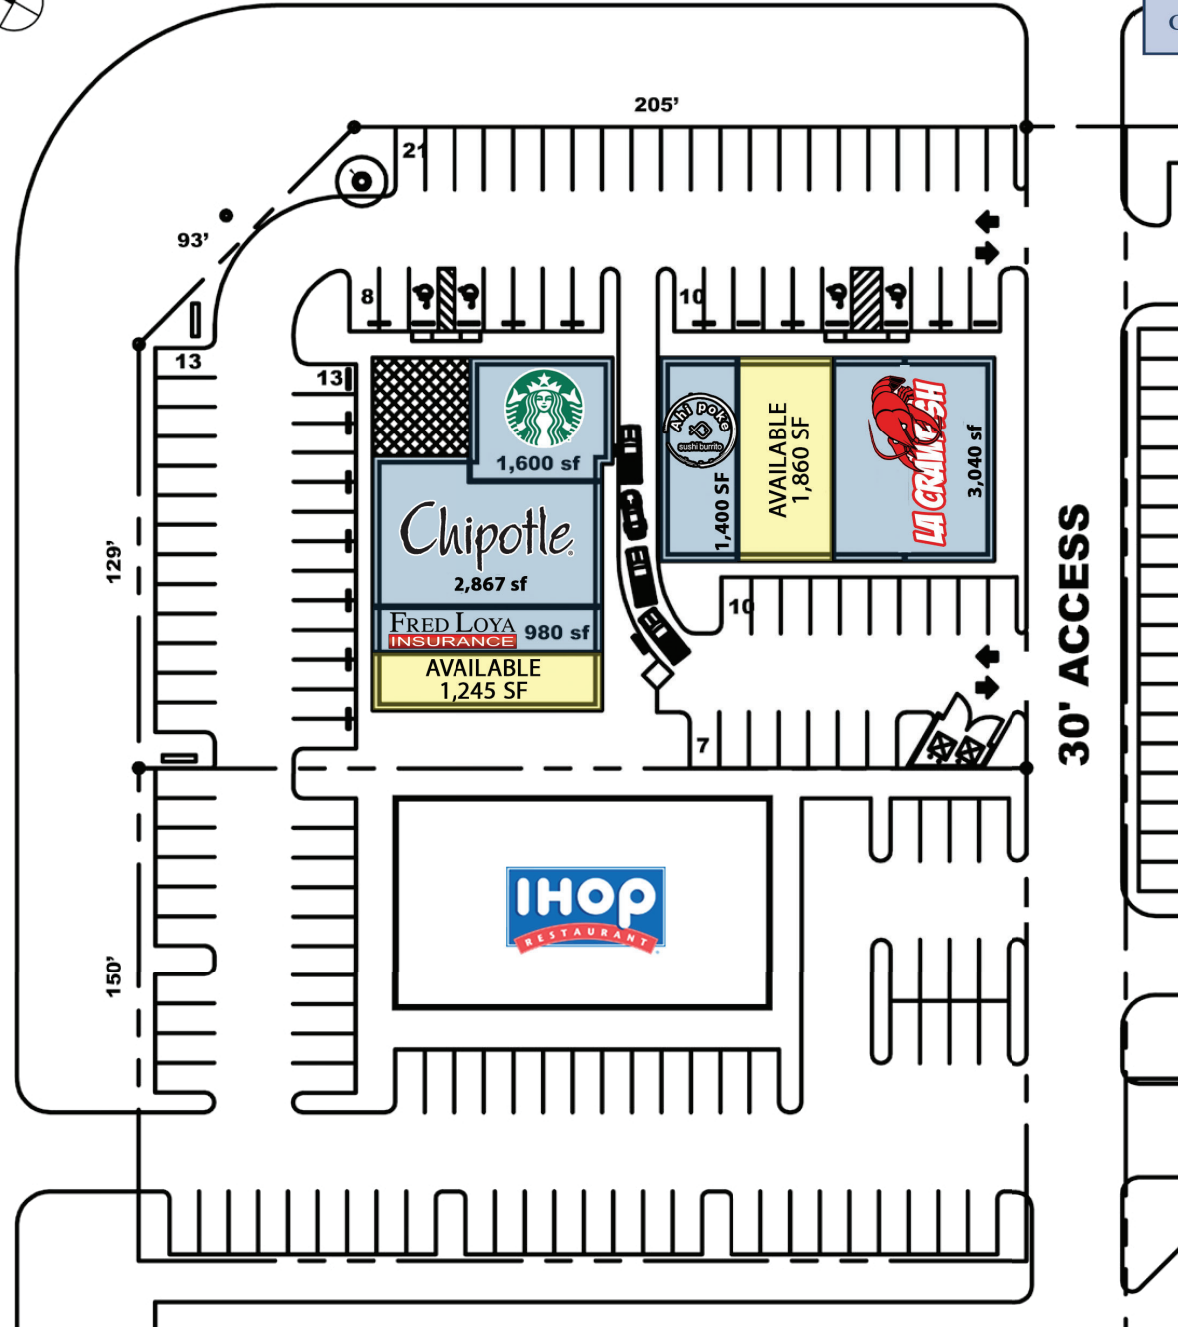 C
205'
21
93'
8
10
13
13
1,600 sf
Ahi Poke
sushi burrito
1,400 SF
AVAILABLE
1,860 SF
LA CRAWFISH
3,040 sf
Chipotle
2,867 sf
129'
FRED LOYA
INSURANCE
980 sf
10
AVAILABLE
1,245 SF
30' ACCESS
7
IHOP
RESTAURANT
150'